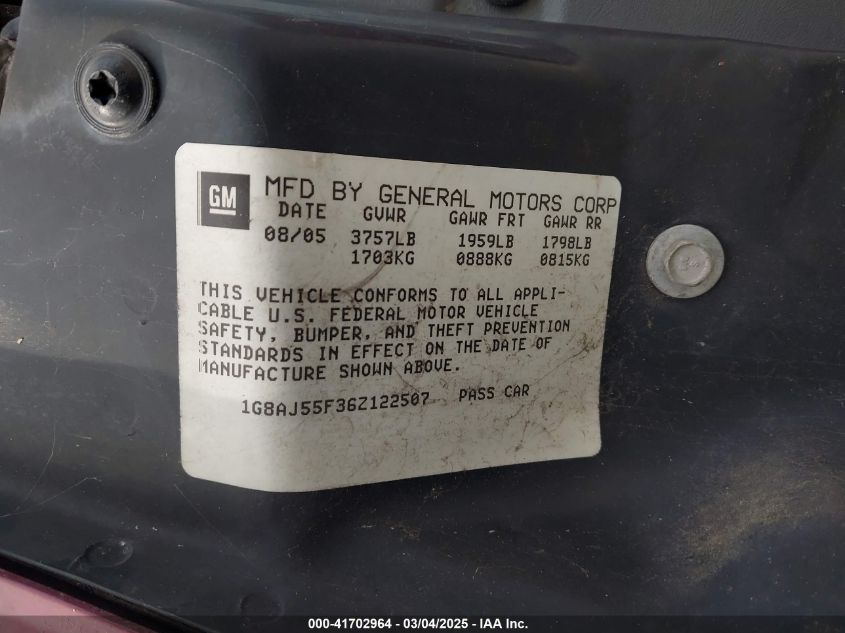 GM
MFD BY GENERAL MOTORS CORP
DATE GVWR GAWR FRT GAWR RR
08/05 3757LB 1959LB 1798LB
1703KG 0888KG 0815KG
THIS VEHICLE CONFORMS TO ALL APPLI-
CABLE U.S. FEDERAL MOTOR VEHICLE
SAFETY, BUMPER, AND THEFT PREVENTION
STANDARDS IN EFFECT ON THE DATE OF
MANUFACTURE SHOWN ABOVE.
1G8AJ55F36Z122507 PASS CAR
000-41702964 - 03/04/2025 - IAA Inc.